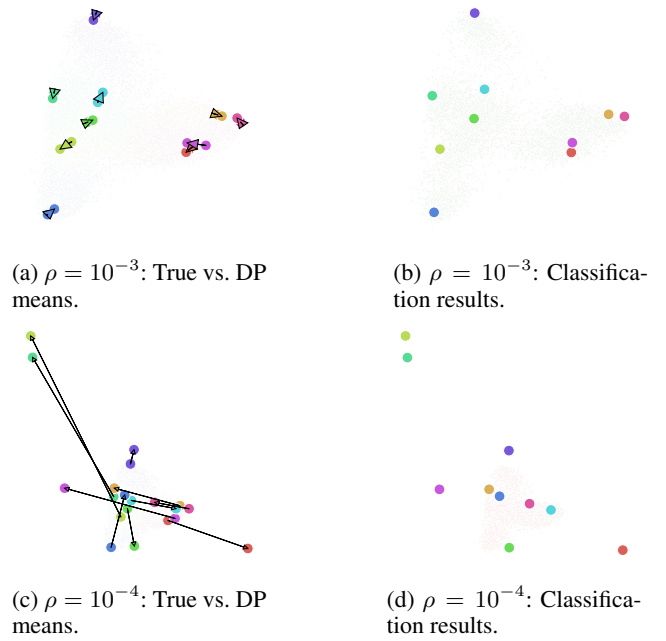 (a) ρ = 10⁻³: True vs. DP
means.
(b) ρ = 10⁻³: Classifica-
tion results.
(c) ρ = 10⁻⁴: True vs. DP
means.
(d) ρ = 10⁻⁴: Classifica-
tion results.